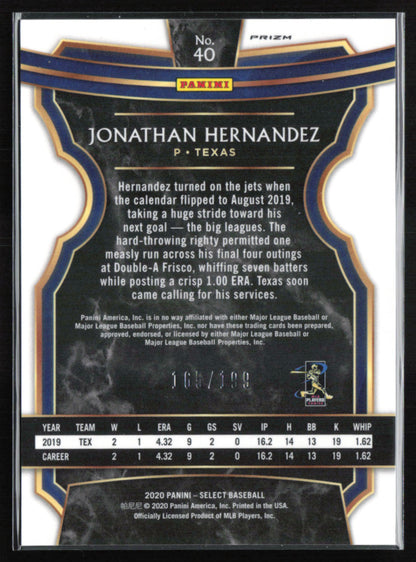 No.
40
PRIZM
PANINI
JONATHAN HERNANDEZ
P • TEXAS
Hernandez turned on the jets when
the calendar flipped to August 2019,
taking a huge stride toward his
next goal — the big leagues. The
hard-throwing righty permitted one
measly run across his final four outings
at Double-A Frisco, whiffing seven batters
while posting a crisp 1.00 ERA. Texas soon
came calling for his services.
Panini America, Inc. is in no way affiliated with either Major League Baseball or
Major League Baseball Properties, Inc. nor have these trading cards been prepared,
approved, endorsed, or licensed by either Major League Baseball or
Major League Baseball Properties, Inc.
165/199
PLAYERS
YEAR TEAM W L ERA G GS SV IP H BB K WHIP
2019 TEX 2 1 4.32 9 2 0 16.2 14 13 19 1.62
CAREER 2 1 4.32 9 2 0 16.2 14 13 19 1.62
2020 PANINI – SELECT BASEBALL
帕尼尼 © 2020 Panini America, Inc. Printed in the USA.
Officially Licensed Product of MLB Players, Inc.